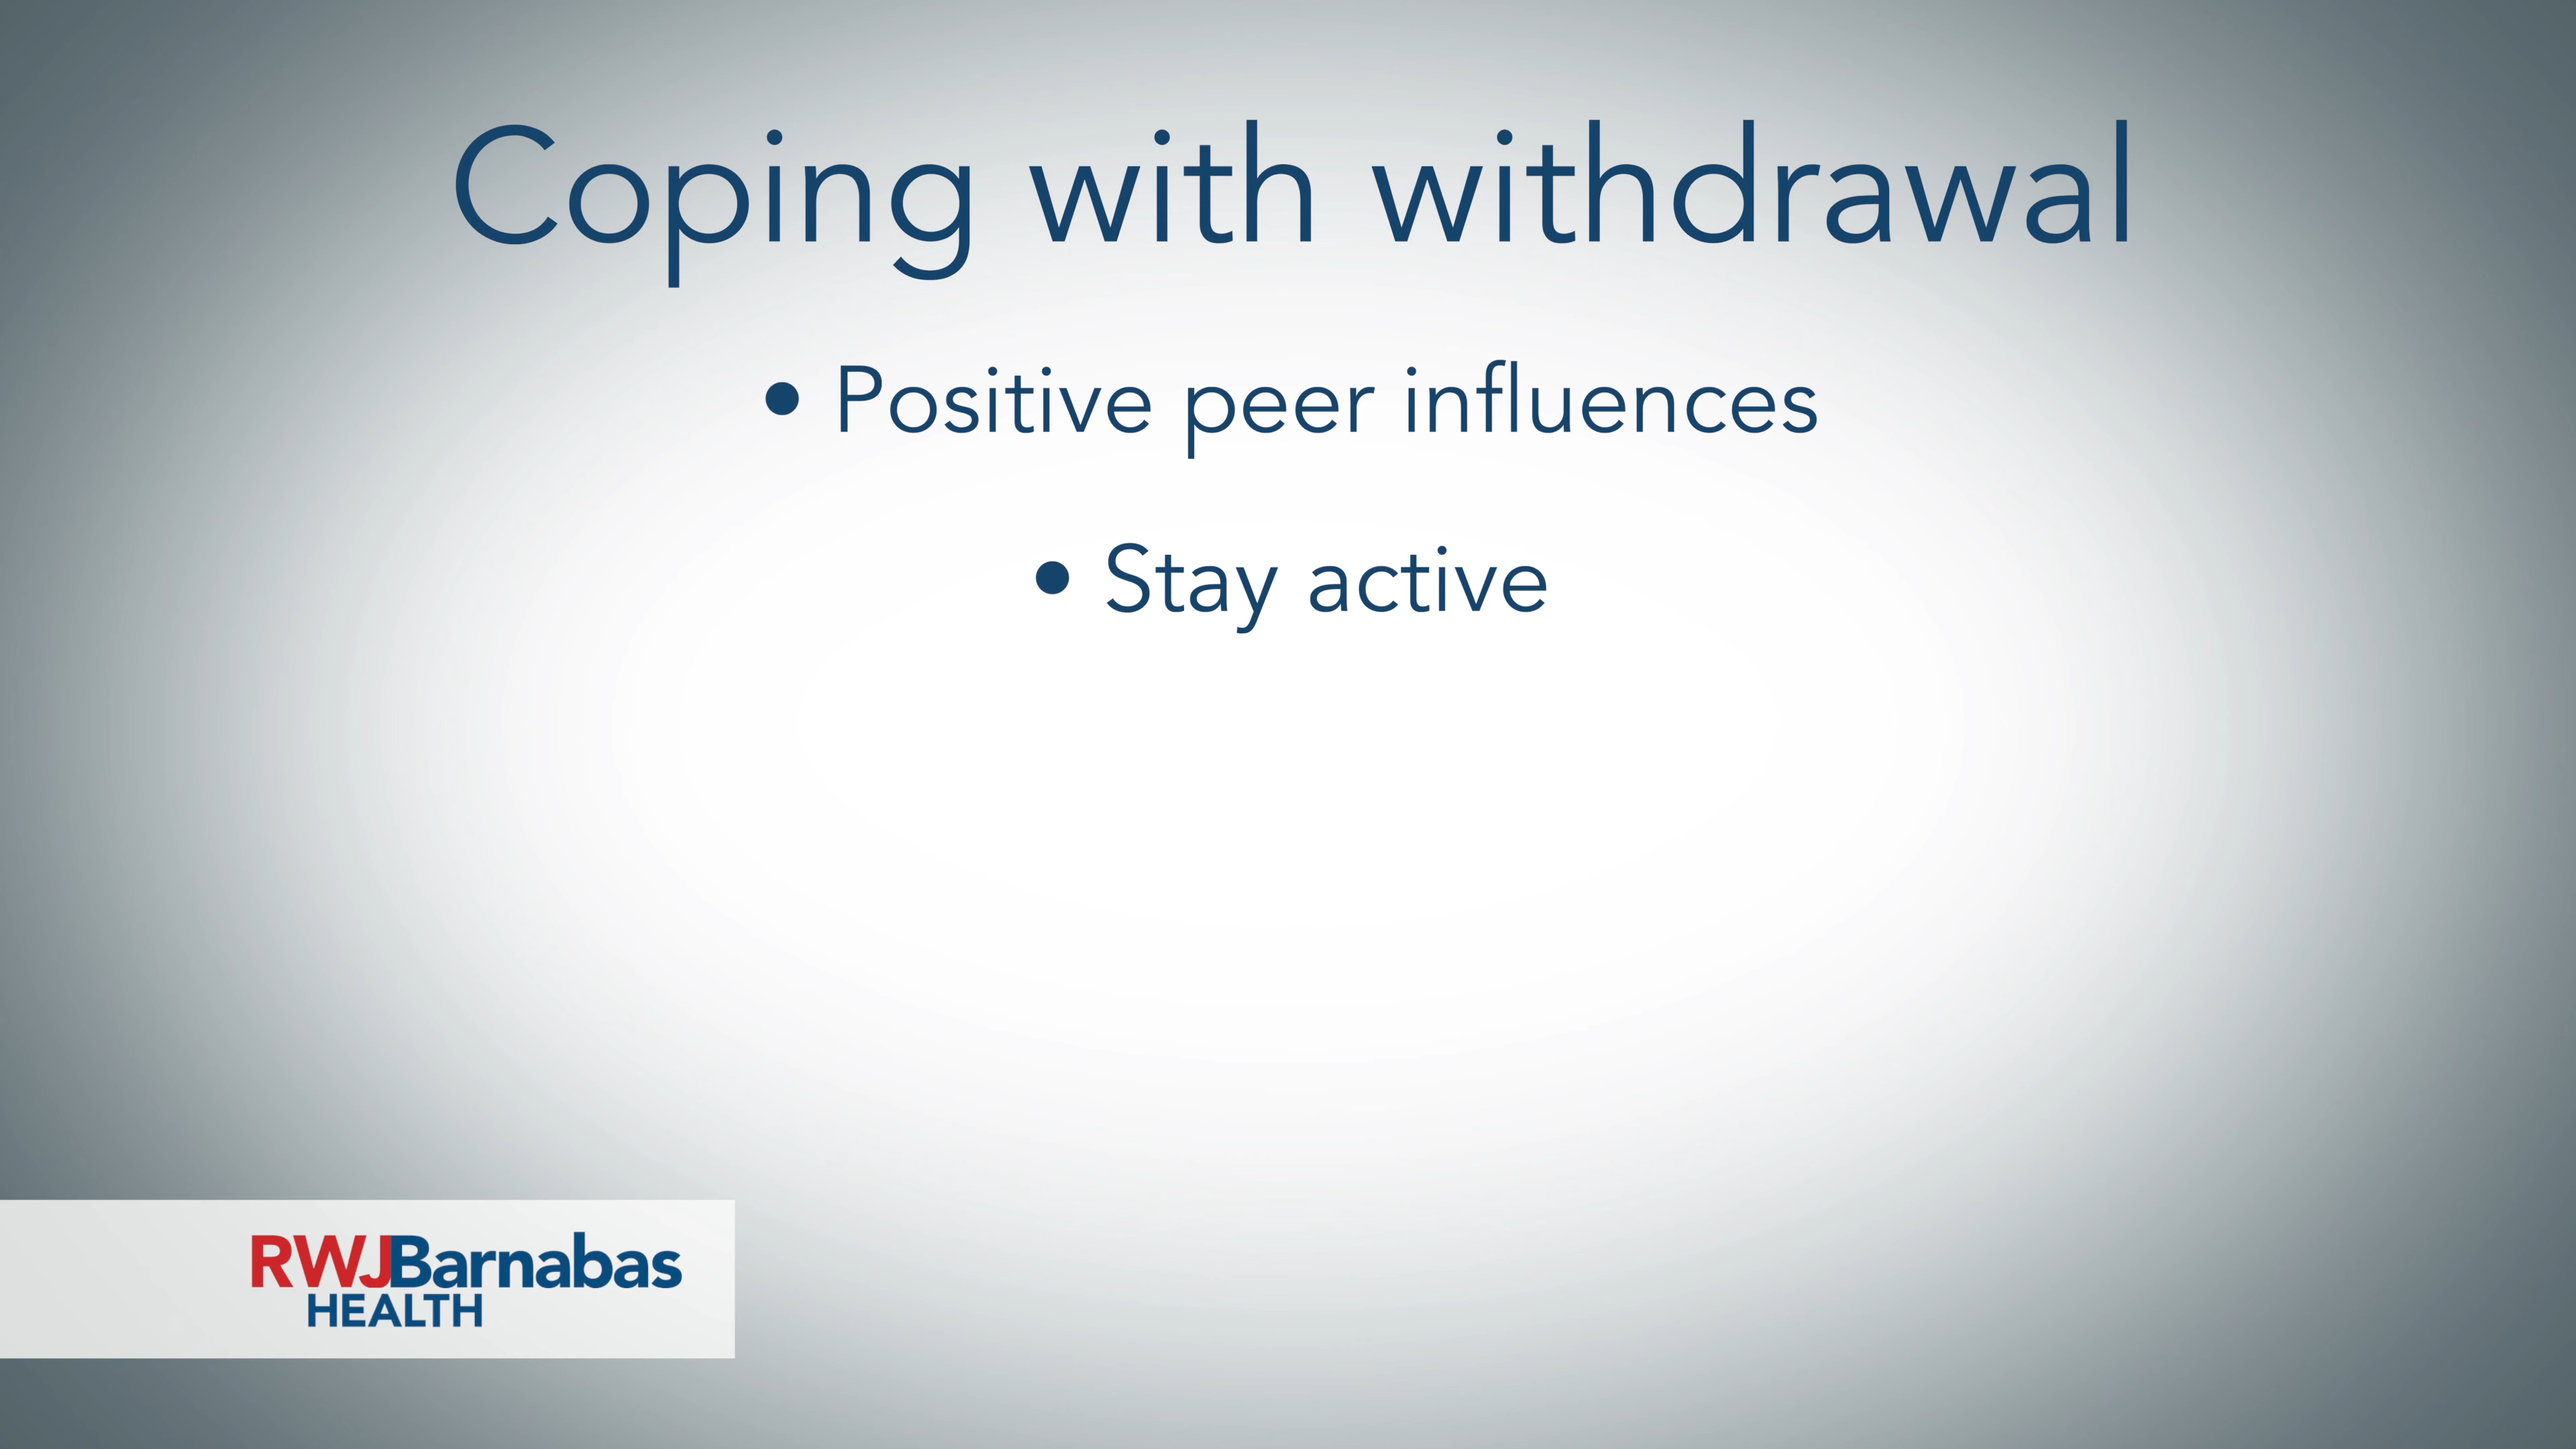 Coping with withdrawal
• Positive peer influences
• Stay active
RWJBarnabas
HEALTH